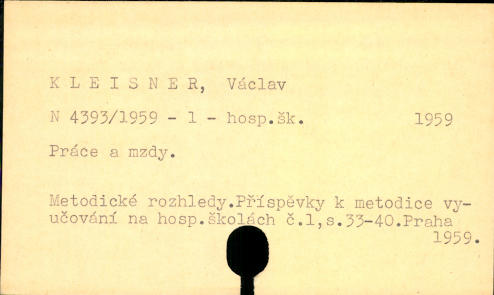 K L E I S N E R, Václav
N 4393/1959 - 1 - hosp.šk. 1959
Práce a mzdy.
Metodické rozhledy.Příspěvky k metodice vy-
učování na hosp.školách č.1,s.33-40.Praha
1959.